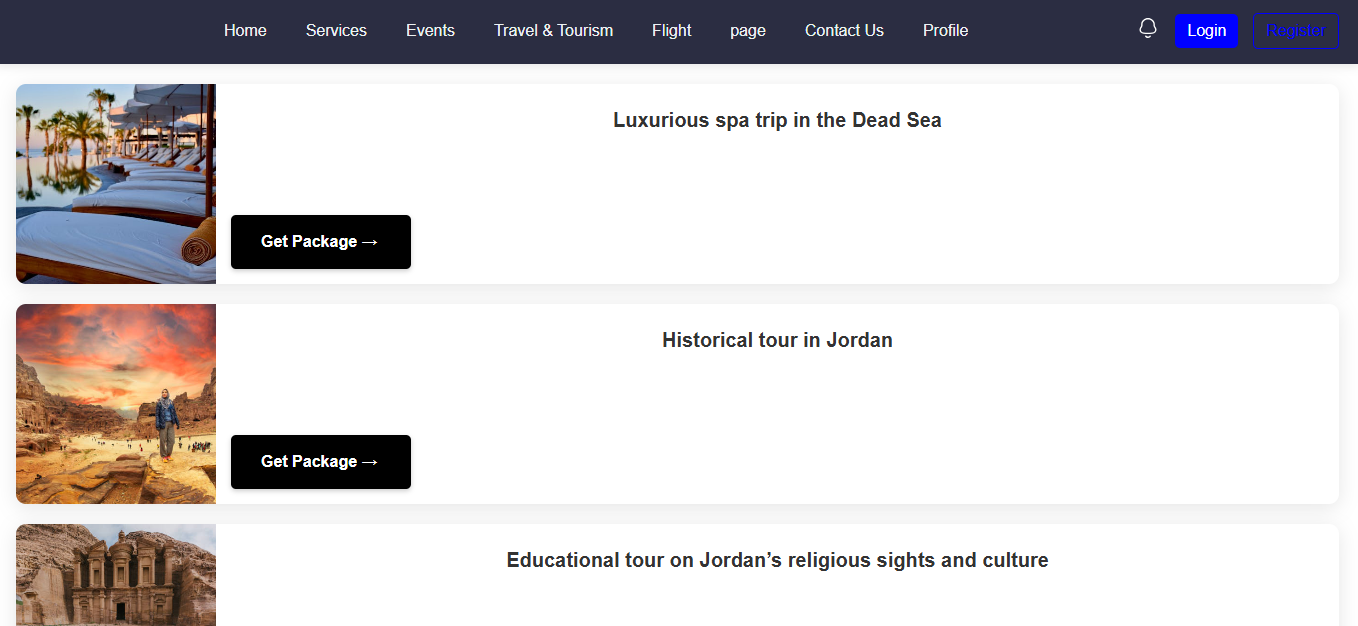 Home Services Events Travel & Tourism Flight page Contact Us Profile Login Register
Luxurious spa trip in the Dead Sea
Get Package →
Historical tour in Jordan
Get Package →
Educational tour on Jordan’s religious sights and culture